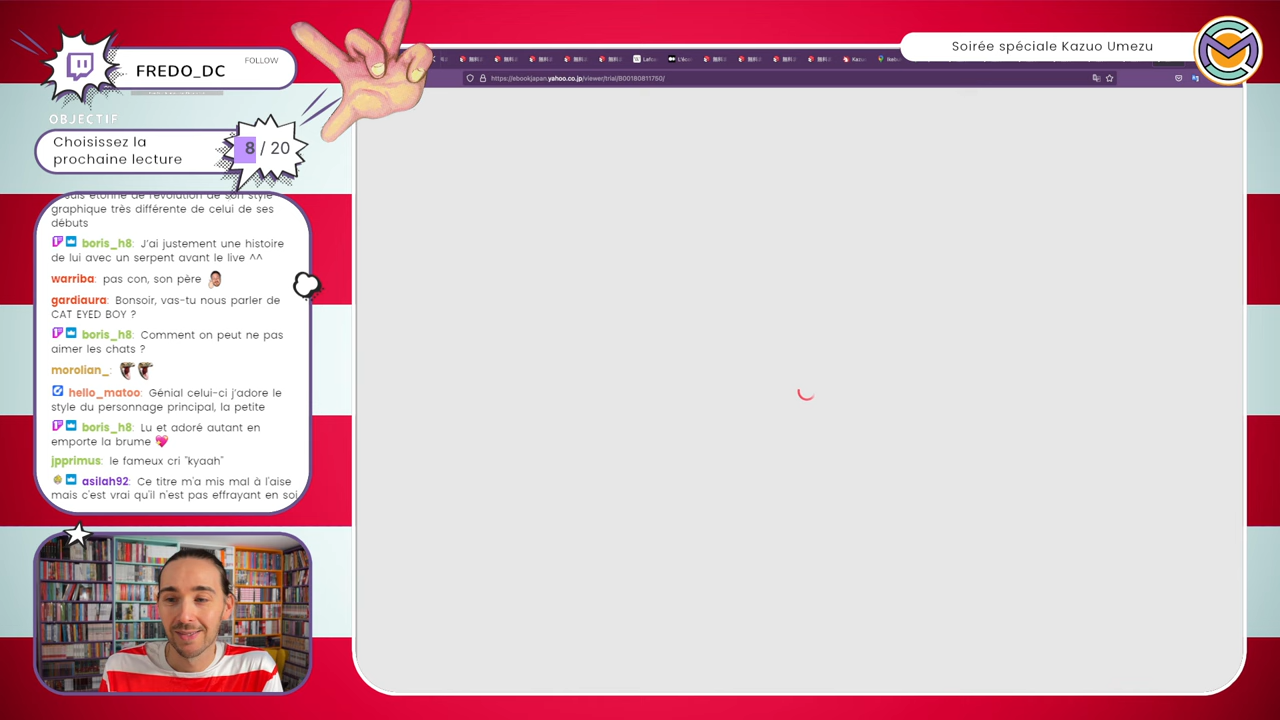 FREDO_DC
FOLLOW
OBJECTIF
Choisissez la
prochaine lecture
8 / 20
Soirée spéciale Kazuo Umezu
https://ebookjapan.yahoo.co.jp/viewer/trial/B00180811750/
graphique très différente de celui de ses
débuts
boris_h8: J'ai justement une histoire
de lui avec un serpent avant le live ^^
warriba: pas con, son père
gardiaura: Bonsoir, vas-tu nous parler de
CAT EYED BOY ?
boris_h8: Comment on peut ne pas
aimer les chats ?
morolian_:
hello_matoo: Génial celui-ci j'adore le
style du personnage principal, la petite
boris_h8: Lu et adoré autant en
emporte la brume 💖
jpprimus: le fameux cri "kyaah"
asilah92: Ce titre m'a mis mal à l'aise
mais c'est vrai qu'il n'est pas effrayant en soi